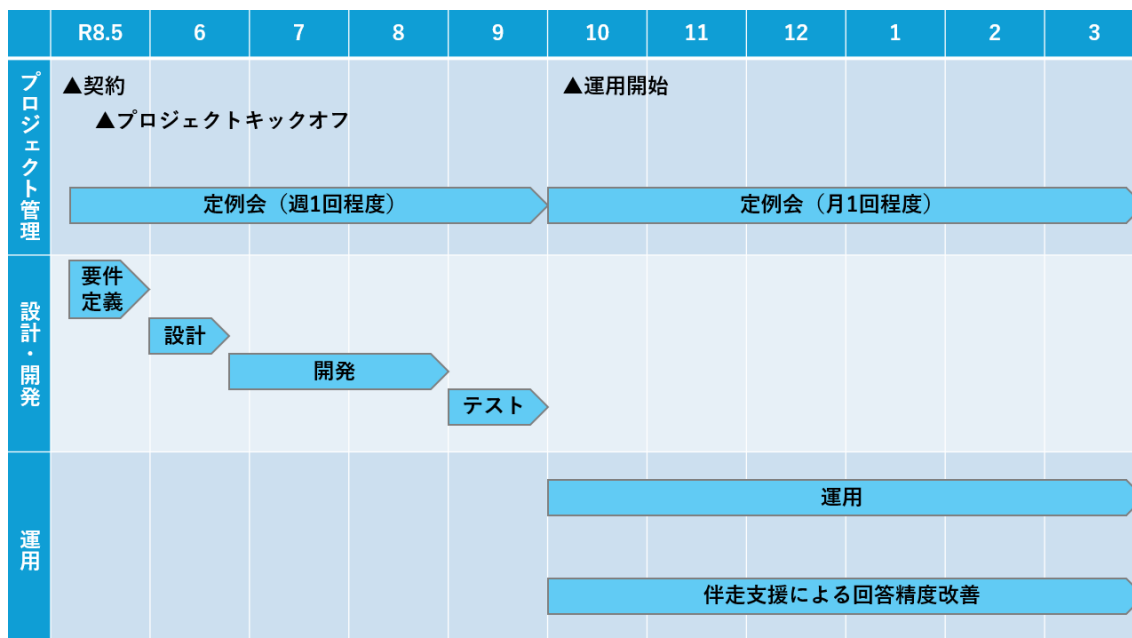 R8.5 6 7 8 9 10 11 12 1 2 3
プロジェクト管理
▲契約
▲運用開始
▲プロジェクトキックオフ
定例会（週1回程度）
定例会（月1回程度）
設計・開発
要件
定義
設計
開発
テスト
運用
運用
伴走支援による回答精度改善